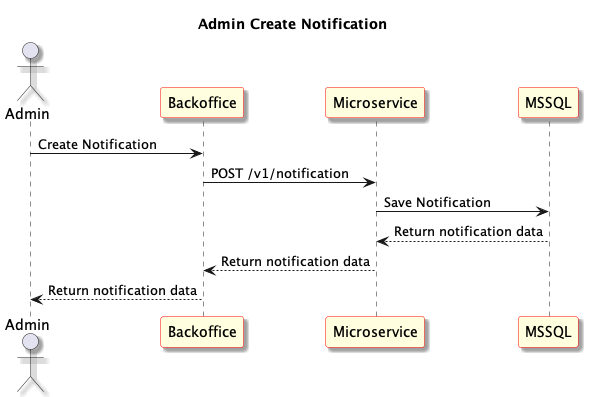 Admin Create Notification
Admin
Backoffice
Microservice
MSSQL
Create Notification
POST /v1/notification
Save Notification
Return notification data
Return notification data
Return notification data
Admin
Backoffice
Microservice
MSSQL